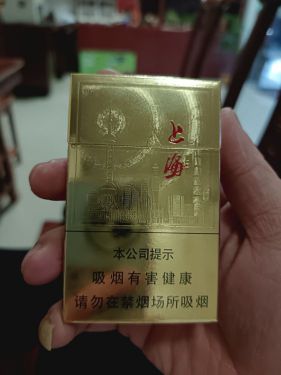 上
海
本公司提示
吸烟有害健康
请勿在禁烟场所吸烟